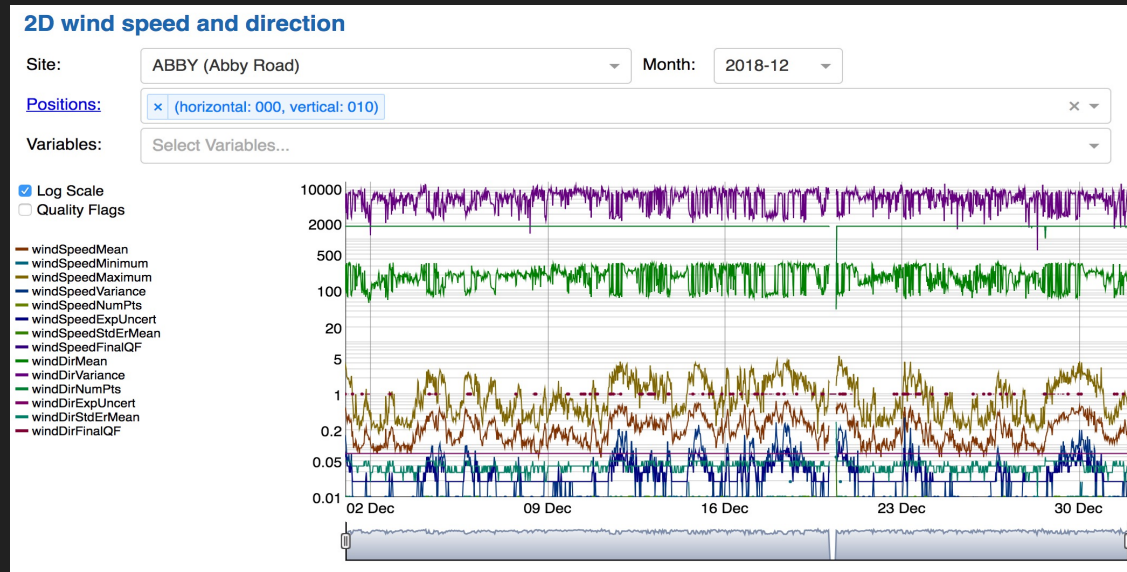 2D wind speed and direction
Site: ABBY (Abby Road) Month: 2018-12
Positions: × (horizontal: 000, vertical: 010) ×
Variables: Select Variables...
Log Scale
Quality Flags
windSpeedMean
windSpeedMinimum
windSpeedMaximum
windSpeedVariance
windSpeedNumPts
windSpeedExpUncert
windSpeedStdErMean
windSpeedFinalQF
windDirMean
windDirVariance
windDirNumPts
windDirExpUncert
windDirStdErMean
windDirFinalQF
10000
2000
500
100
20
5
1
0.2
0.05
0.01
02 Dec 09 Dec 16 Dec 23 Dec 30 Dec